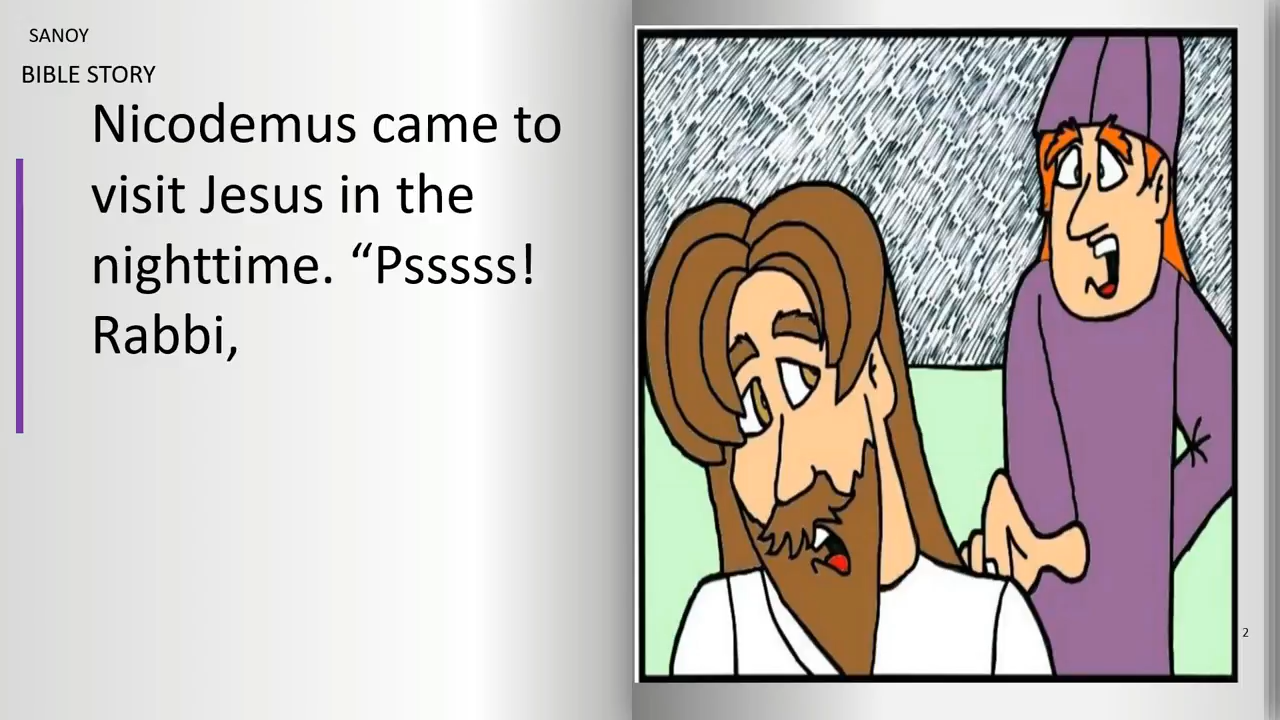 SANOY
BIBLE STORY
Nicodemus came to
visit Jesus in the
nighttime. “Psssss!
Rabbi,
2